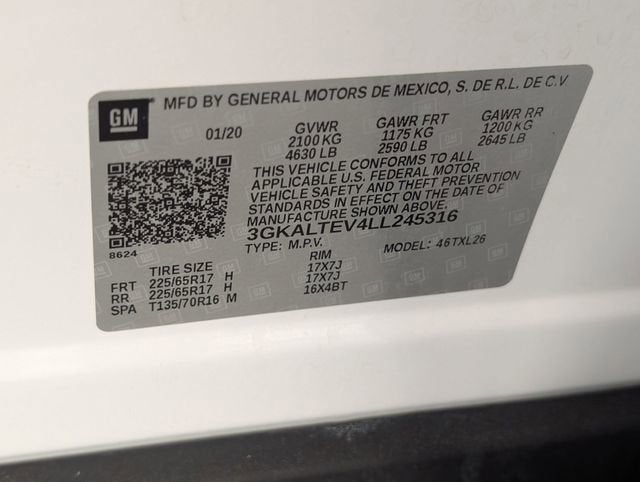 GM MFD BY GENERAL MOTORS DE MEXICO, S. DE R.L. DE C.V
01/20 GVWR GAWR FRT GAWR RR
2100 KG 1175 KG 1200 KG
4630 LB 2590 LB 2645 LB
THIS VEHICLE CONFORMS TO ALL
APPLICABLE U.S. FEDERAL MOTOR
VEHICLE SAFETY AND THEFT PREVENTION
STANDARDS IN EFFECT ON THE DATE OF
MANUFACTURE SHOWN ABOVE.
3GKALTEV4LL245316
8624 TYPE: M.P.V. MODEL: 46TXL26
TIRE SIZE RIM
FRT 225/65R17 H 17X7J
RR 225/65R17 H 17X7J
SPA T135/70R16 M 16X4BT